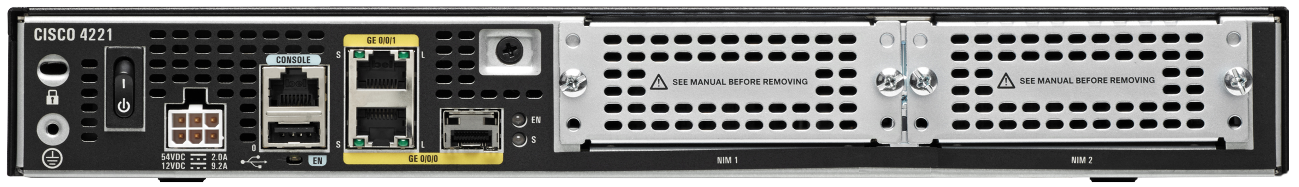 CISCO 4221
54VDC 2.0A
12VDC 9.2A
CONSOLE
0
EN
GE 0/0/1
S L
S L
GE 0/0/0
EN
S
SEE MANUAL BEFORE REMOVING
NIM 1
SEE MANUAL BEFORE REMOVING
NIM 2